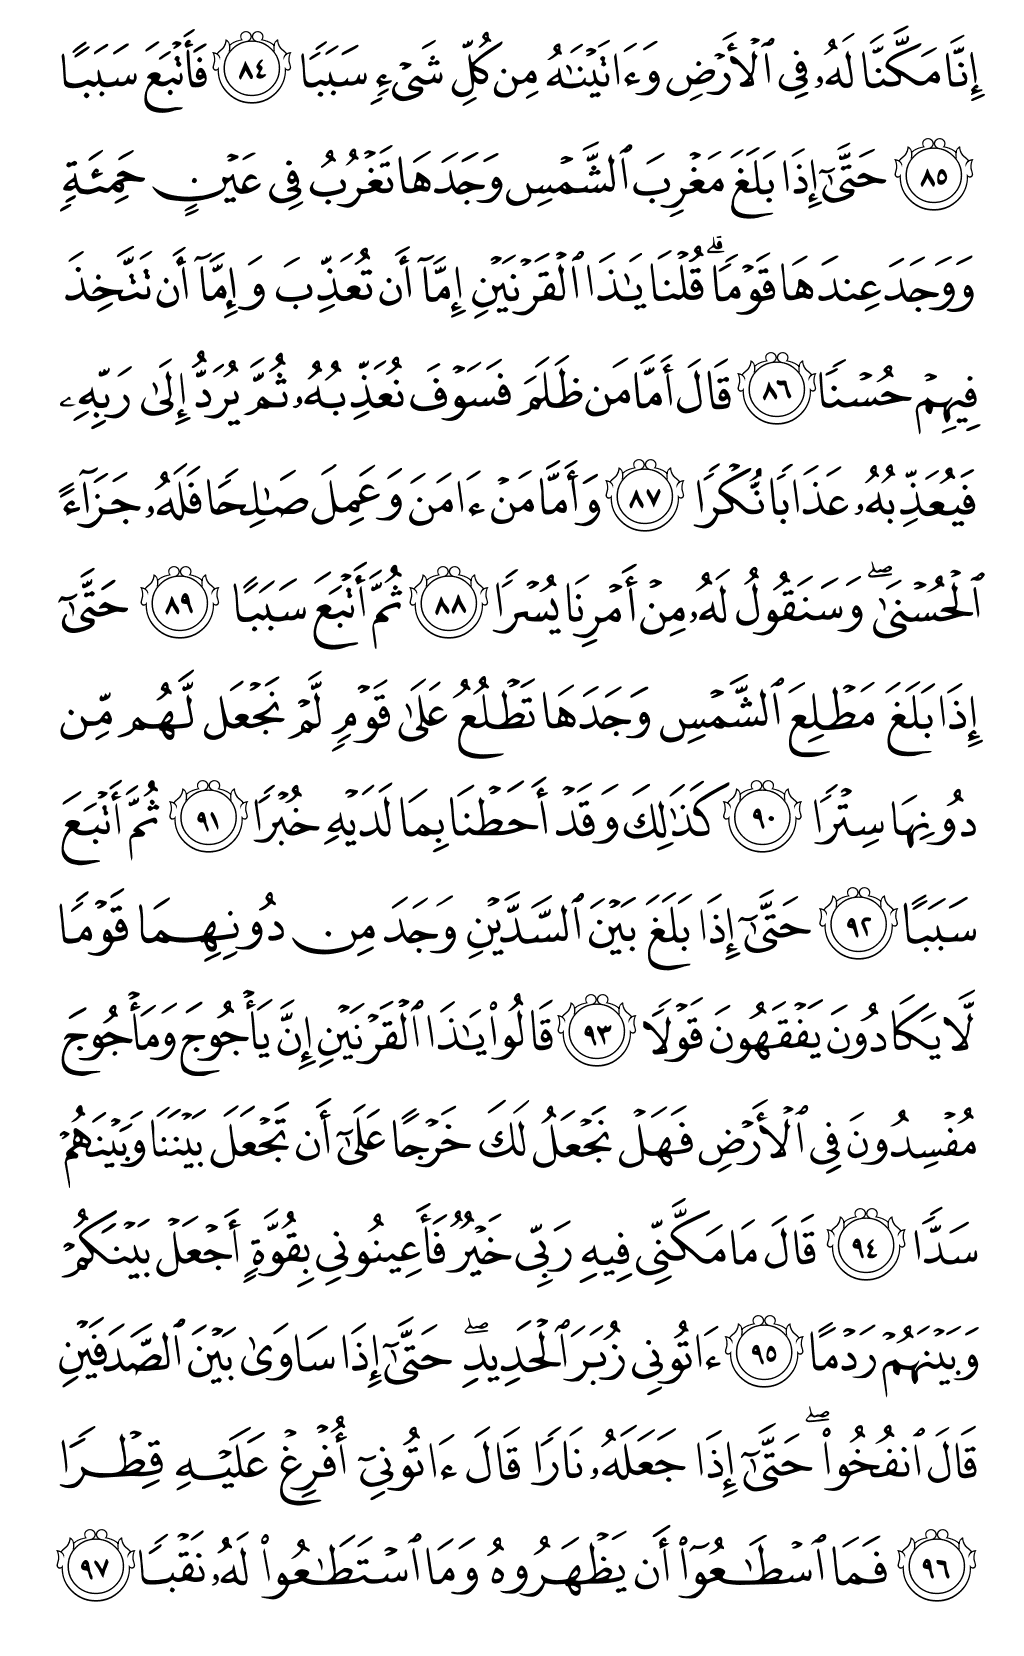 إِنَّا مَكَّنَّا لَهُۥ فِي ٱلۡأَرۡضِ وَءَاتَيۡنَٰهُ مِن كُلِّ شَيۡءٖ سَبَبٗا ٨٤ فَأَتۡبَعَ سَبَبًا
٨٥ حَتَّىٰٓ إِذَا بَلَغَ مَغۡرِبَ ٱلشَّمۡسِ وَجَدَهَا تَغۡرُبُ فِي عَيۡنٍ حَمِئَةٖ
وَوَجَدَ عِندَهَا قَوۡمٗاۖ قُلۡنَا يَٰذَا ٱلۡقَرۡنَيۡنِ إِمَّآ أَن تُعَذِّبَ وَإِمَّآ أَن تَتَّخِذَ
فِيهِمۡ حُسۡنٗا ٨٦ قَالَ أَمَّا مَن ظَلَمَ فَسَوۡفَ نُعَذِّبُهُۥ ثُمَّ يُرَدُّ إِلَىٰ رَبِّهِۦ
فَيُعَذِّبُهُۥ عَذَابٗا نُّكۡرٗا ٨٧ وَأَمَّا مَنۡ ءَامَنَ وَعَمِلَ صَٰلِحٗا فَلَهُۥ جَزَآءً
ٱلۡحُسۡنَىٰۖ وَسَنَقُولُ لَهُۥ مِنۡ أَمۡرِنَا يُسۡرٗا ٨٨ ثُمَّ أَتۡبَعَ سَبَبًا ٨٩ حَتَّىٰٓ
إِذَا بَلَغَ مَطۡلِعَ ٱلشَّمۡسِ وَجَدَهَا تَطۡلُعُ عَلَىٰ قَوۡمٖ لَّمۡ نَجۡعَل لَّهُم مِّن
دُونِهَا سِتۡرٗا ٩٠ كَذَٰلِكَ وَقَدۡ أَحَطۡنَا بِمَا لَدَيۡهِ خُبۡرٗا ٩١ ثُمَّ أَتۡبَعَ
سَبَبًا ٩٢ حَتَّىٰٓ إِذَا بَلَغَ بَيۡنَ ٱلسَّدَّيۡنِ وَجَدَ مِن دُونِهِمَا قَوۡمٗا
لَّا يَكَادُونَ يَفۡقَهُونَ قَوۡلٗا ٩٣ قَالُواْ يَٰذَا ٱلۡقَرۡنَيۡنِ إِنَّ يَأۡجُوجَ وَمَأۡجُوجَ
مُفۡسِدُونَ فِي ٱلۡأَرۡضِ فَهَلۡ نَجۡعَلُ لَكَ خَرۡجًا عَلَىٰٓ أَن تَجۡعَلَ بَيۡنَنَا وَبَيۡنَهُمۡ
سَدّٗا ٩٤ قَالَ مَا مَكَّنِّي فِيهِ رَبِّي خَيۡرٞ فَأَعِينُونِي بِقُوَّةٍ أَجۡعَلۡ بَيۡنَكُمۡ
وَبَيۡنَهُمۡ رَدۡمًا ٩٥ ءَاتُونِي زُبَرَ ٱلۡحَدِيدِۖ حَتَّىٰٓ إِذَا سَاوَىٰ بَيۡنَ ٱلصَّدَفَيۡنِ
قَالَ ٱنفُخُواْۖ حَتَّىٰٓ إِذَا جَعَلَهُۥ نَارٗا قَالَ ءَاتُونِيٓ أُفۡرِغۡ عَلَيۡهِ قِطۡرٗا
٩٦ فَمَا ٱسۡطَٰعُوٓاْ أَن يَظۡهَرُوهُ وَمَا ٱسۡتَطَٰعُواْ لَهُۥ نَقۡبٗا ٩٧